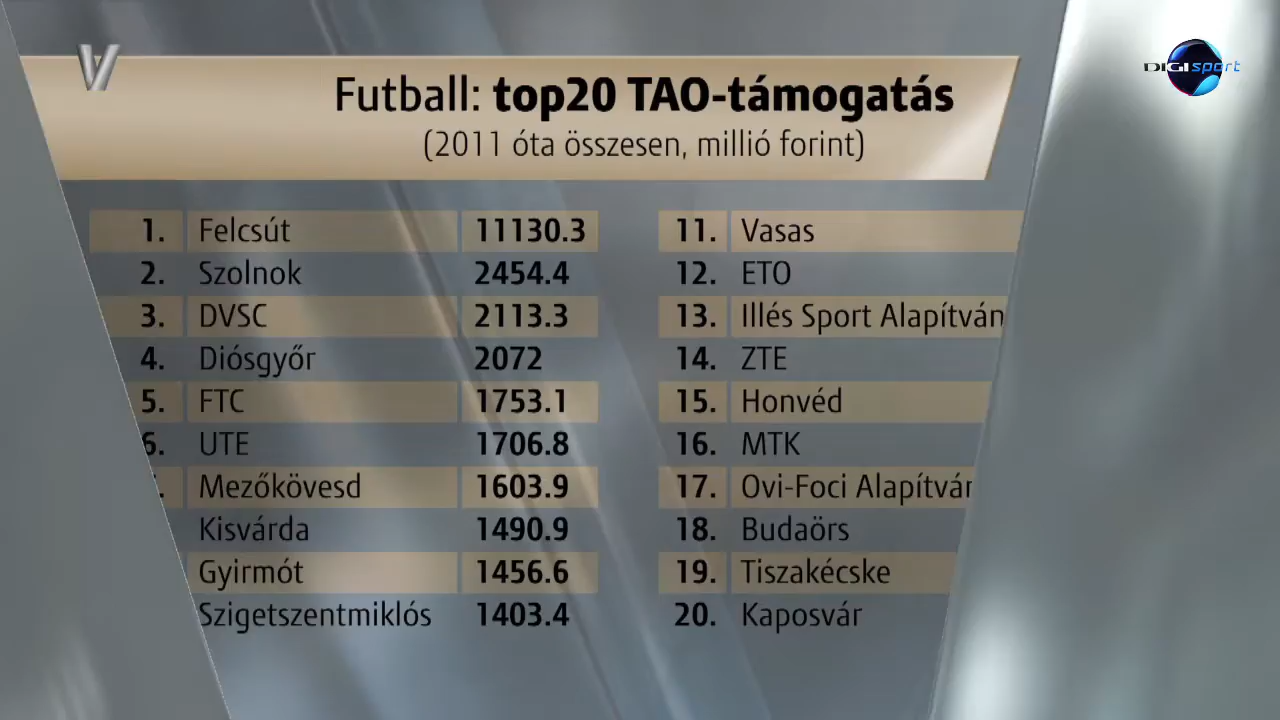 V
DIGI sport
Futball: top20 TAO-támogatás
(2011 óta összesen, millió forint)
1. Felcsút 11130.3
2. Szolnok 2454.4
3. DVSC 2113.3
4. Diósgyőr 2072
5. FTC 1753.1
6. UTE 1706.8
Mezőkövesd 1603.9
Kisvárda 1490.9
Gyirmót 1456.6
Szigetszentmiklós 1403.4
11. Vasas
12. ETO
13. Illés Sport Alapítván
14. ZTE
15. Honvéd
16. MTK
17. Ovi-Foci Alapítván
18. Budaörs
19. Tiszakécske
20. Kaposvár